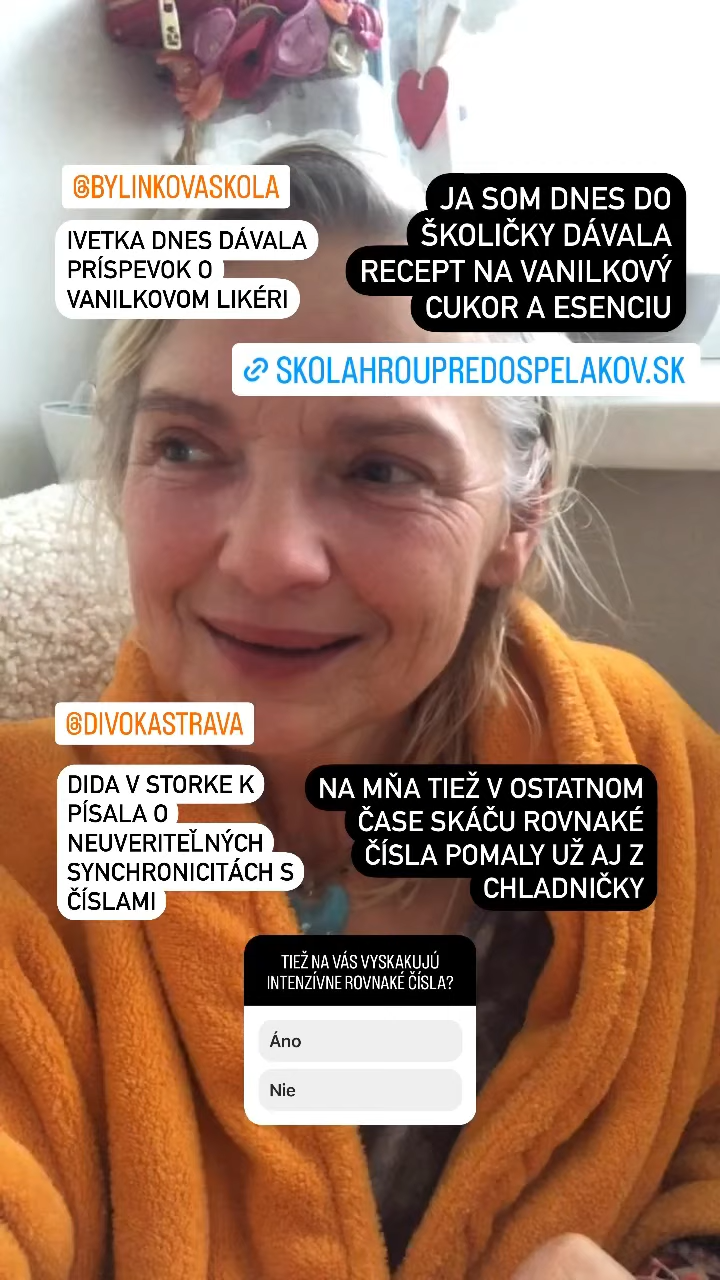 @BYLINKOVASKOLA
IVETKA DNES DÁVALA
PRÍSPEVOK O
VANILKOVOM LIKÉRI
JA SOM DNES DO
ŠKOLIČKY DÁVALA
RECEPT NA VANILKOVÝ
CUKOR A ESENCIU
SKOLAHROUPREDOSPELAKOV.SK
@DIVOKASTRAVA
DIDA V STORKE K
PÍSALA O
NEUVERITEĽNÝCH
SYNCHRONICITÁCH S
ČÍSLAMI
NA MŇA TIEŽ V OSTATNOM
ČASE SKÁČU ROVNAKÉ
ČÍSLA POMALY UŽ AJ Z
CHLADNIČKY
TIEŽ NA VÁS VYSKAKUJÚ
INTENZÍVNE ROVNAKÉ ČÍSLA?
Áno
Nie